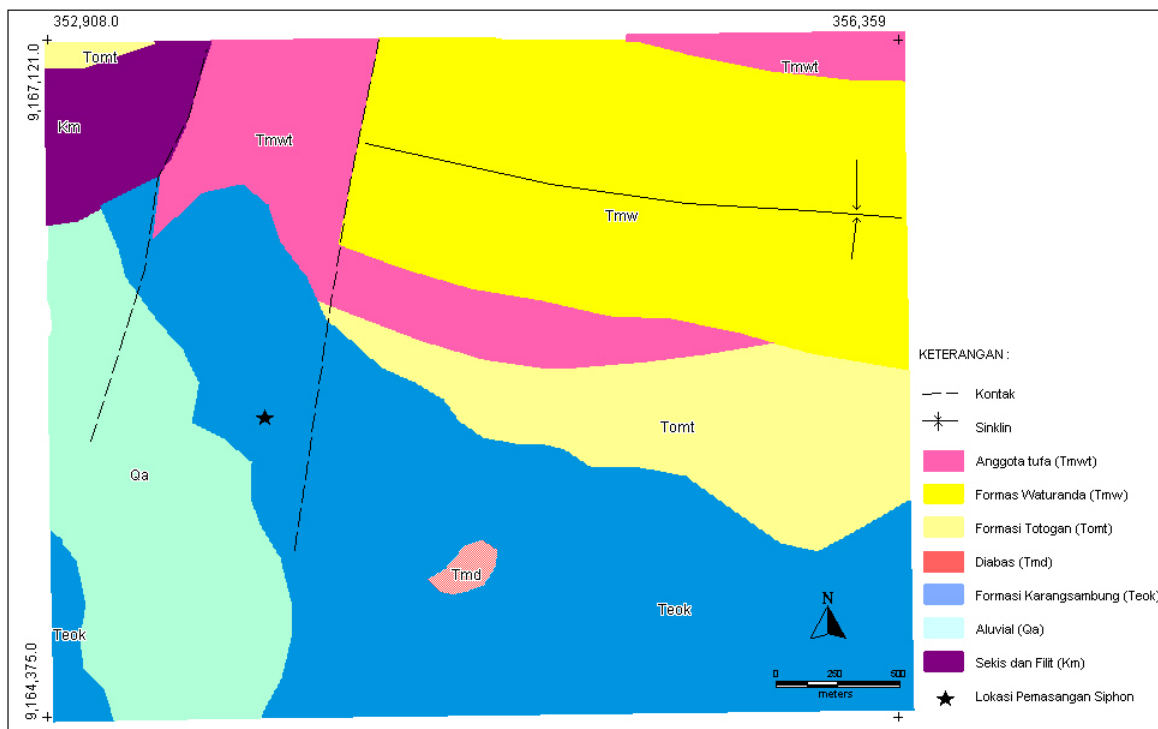 352,908.0
356,359
9,167,121.0
Tomt
Tmwt
Km
Tmwt
Tmw
Tomt
Qa
Tmd
Teok
Teok
N
9,164,375.0
0 250 500
meters
KETERANGAN :
Kontak
Sinklin
Anggota tufa (Tmwt)
Formas Waturanda (Tmw)
Formasi Totogan (Tomt)
Diabas (Tmd)
Formasi Karangsambung (Teok)
Aluvial (Qa)
Sekis dan Filit (Km)
Lokasi Pemasangan Siphon